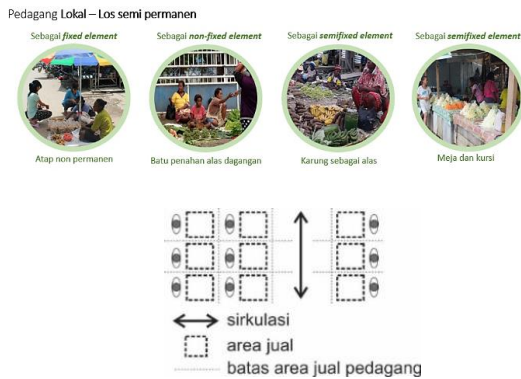 Pedagang Lokal – Los semi permanen
Sebagai fixed element
Sebagai non-fixed element
Sebagai semifixed element
Sebagai semifixed element
Atap non permanen
Batu penahan alas dagangan
Karung sebagai alas
Meja dan kursi
sirkulasi
area jual
batas area jual pedagang